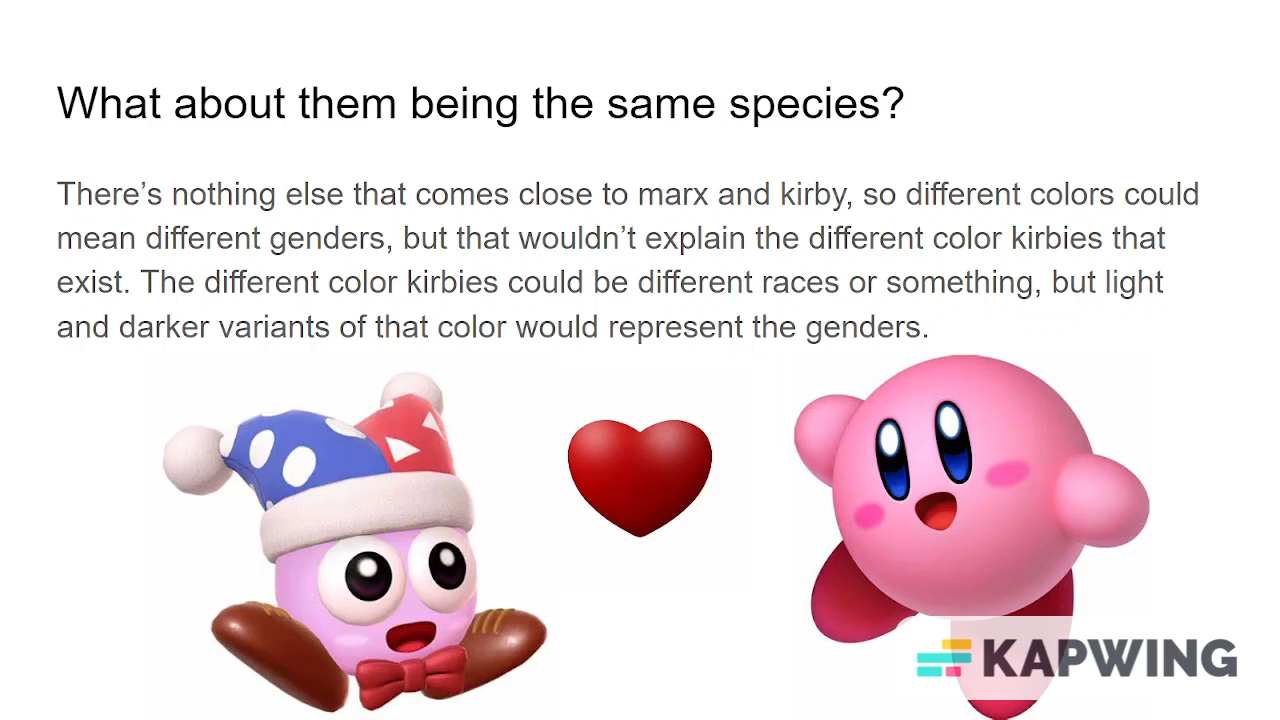 What about them being the same species?
There’s nothing else that comes close to marx and kirby, so different colors could
mean different genders, but that wouldn’t explain the different color kirbies that
exist. The different color kirbies could be different races or something, but light
and darker variants of that color would represent the genders.
KAPWING